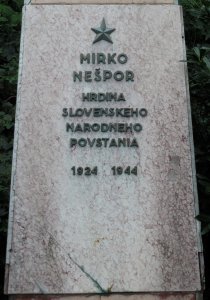 MIRKO
NEŠPOR
HRDINA
SLOVENSKEHO
NARODNEHO
POVSTANIA
1924 1944